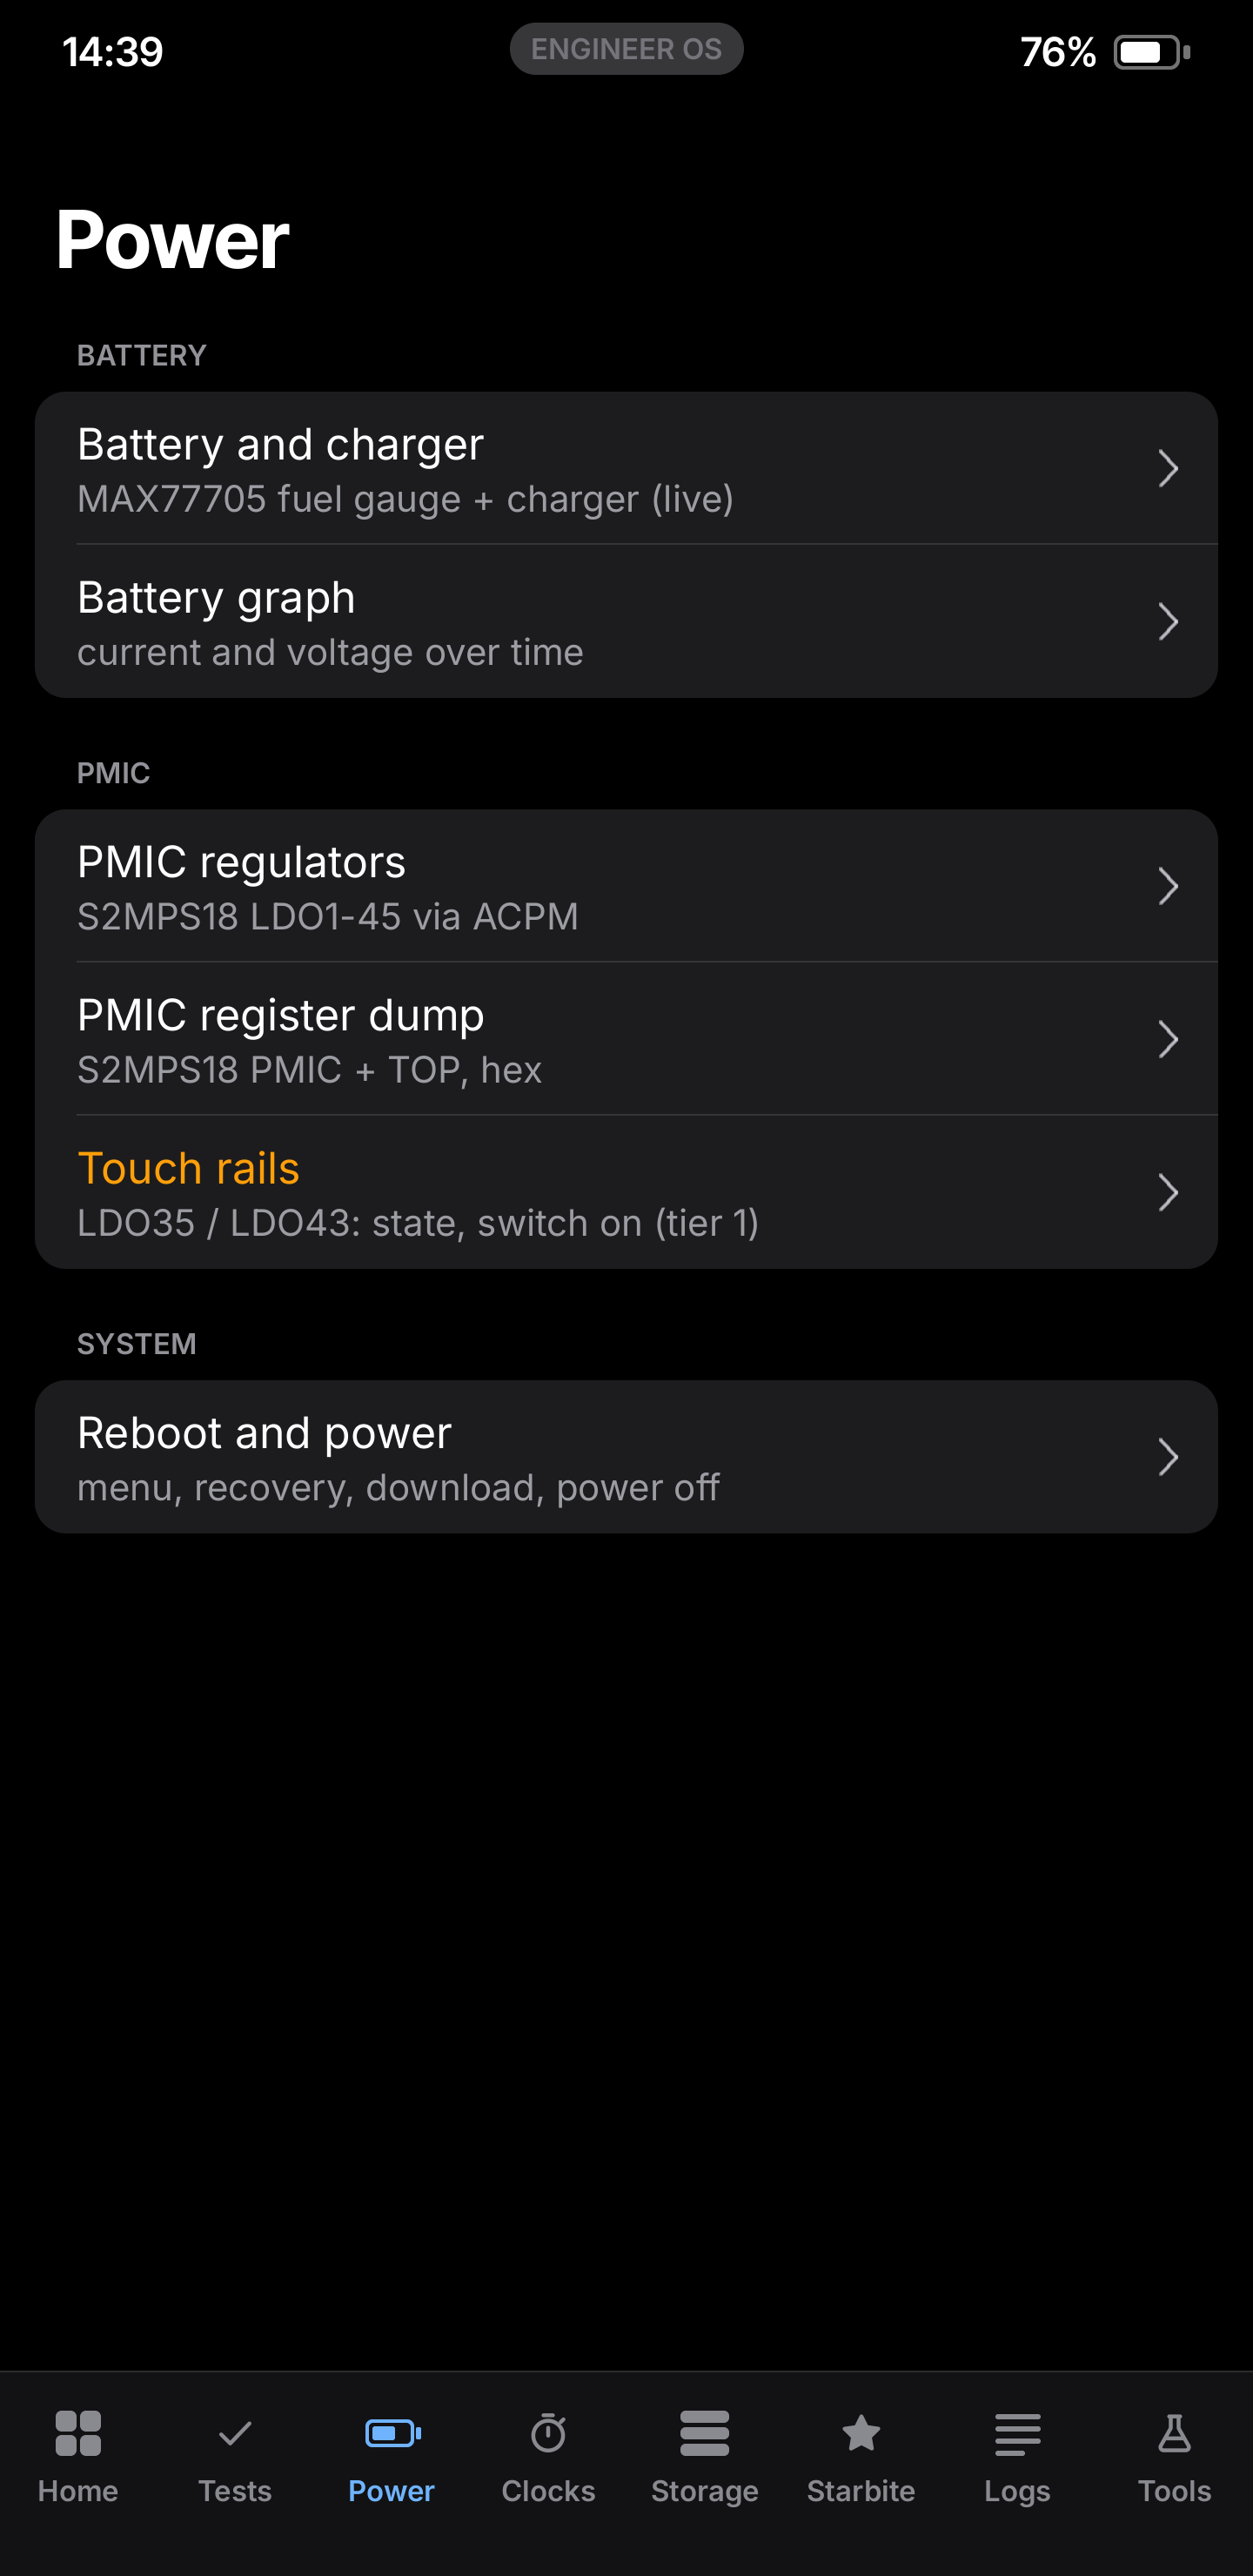 14:39
ENGINEER OS
76%
Power
BATTERY
Battery and charger
MAX77705 fuel gauge + charger (live)
Battery graph
current and voltage over time
PMIC
PMIC regulators
S2MPS18 LDO1-45 via ACPM
PMIC register dump
S2MPS18 PMIC + TOP, hex
Touch rails
LDO35 / LDO43: state, switch on (tier 1)
SYSTEM
Reboot and power
menu, recovery, download, power off
Home
Tests
Power
Clocks
Storage
Starbite
Logs
Tools